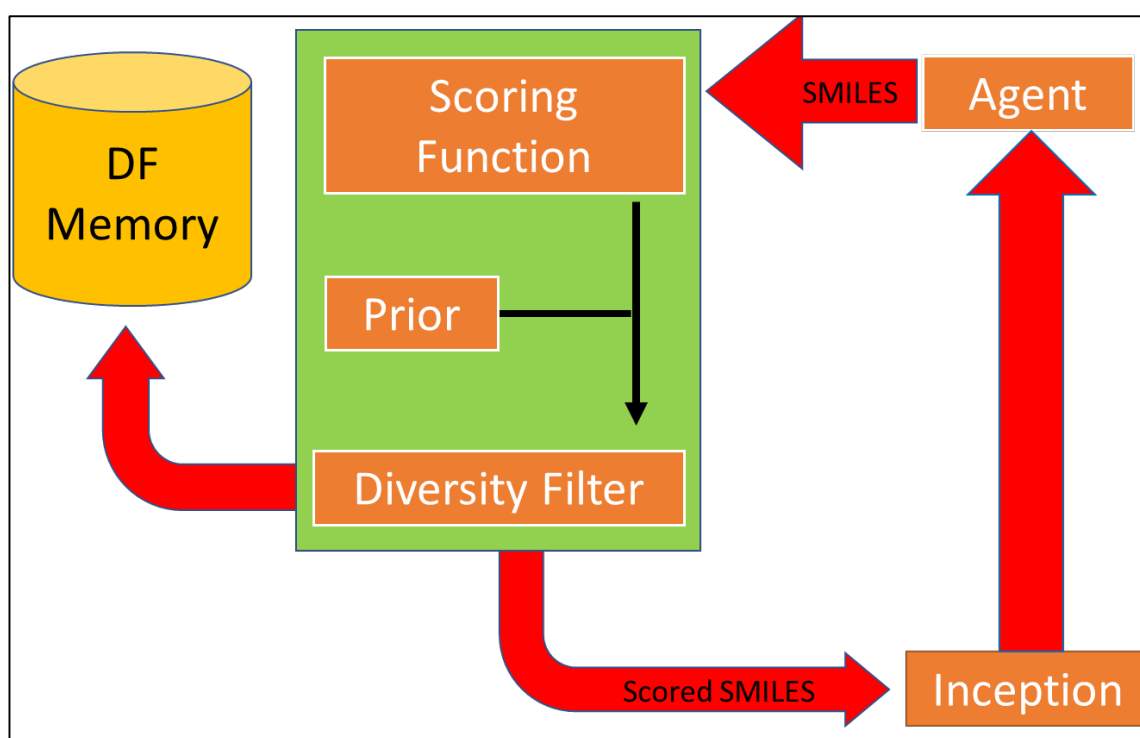 Scoring
Function
SMILES
Agent
DF
Memory
Prior
Diversity Filter
Scored SMILES
Inception